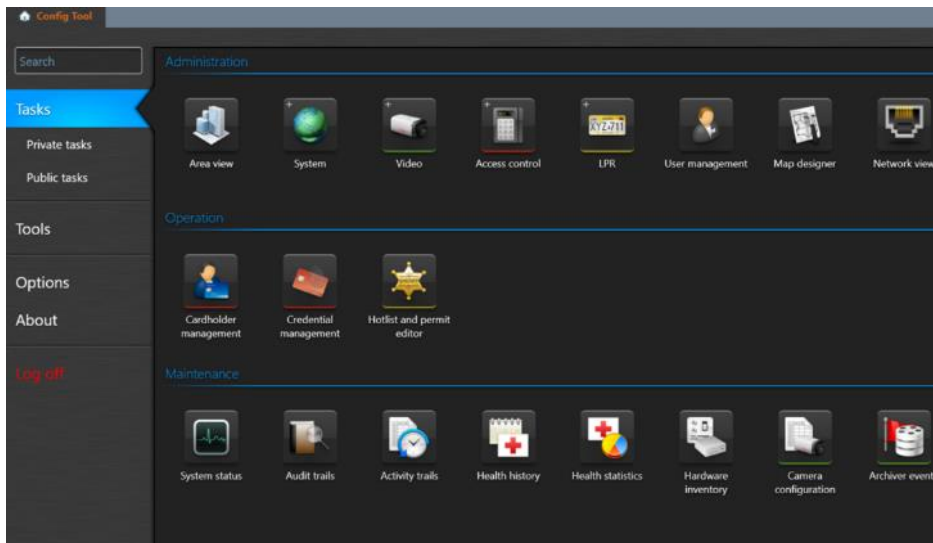 Config Tool
Search
Administration
Tasks
Private tasks
Public tasks
XYZ-711
Area view
System
Video
Access control
LPR
User management
Map designer
Network view
Tools
Operation
Options
About
Cardholder
management
Credential
management
Hotlist and permit
editor
Log off
Maintenance
System status
Audit trails
Activity trails
Health history
Health statistics
Hardware
inventory
Camera
configuration
Archiver event